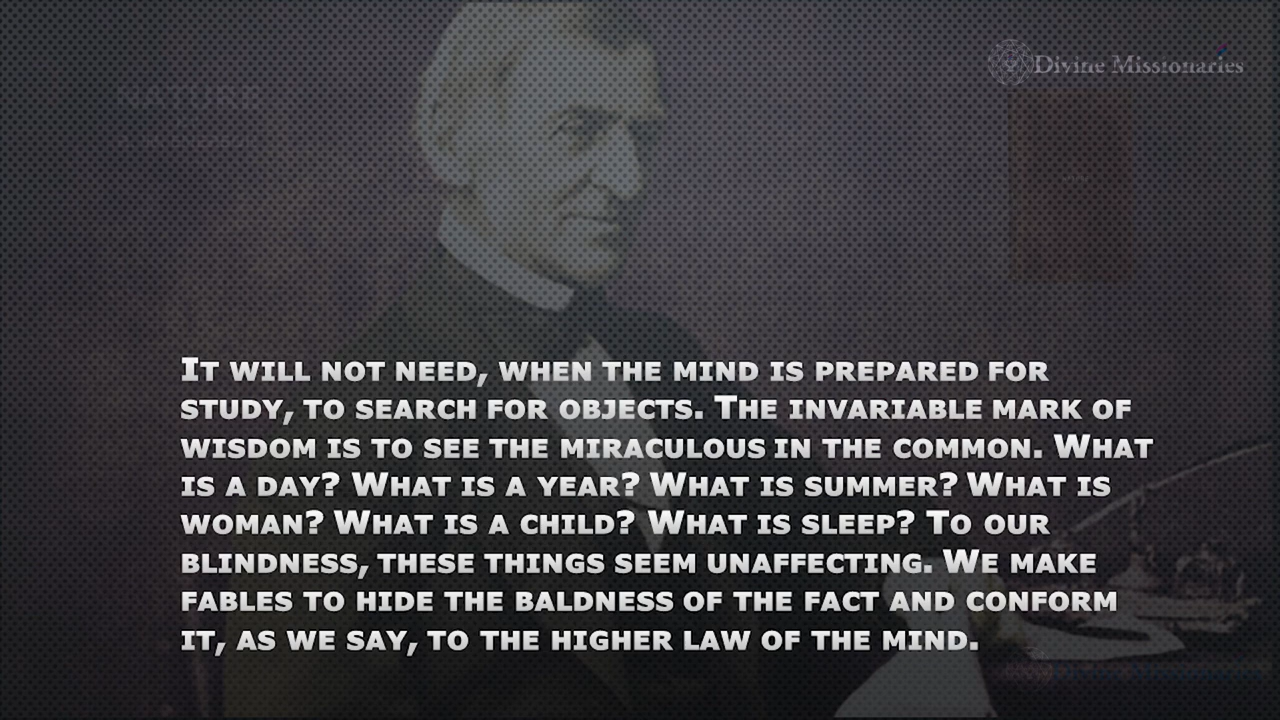 Divine Missionaries
NATURE
It will not need, when the mind is prepared for
study, to search for objects. The invariable mark of
wisdom is to see the miraculous in the common. What
is a day? What is a year? What is summer? What is
woman? What is a child? What is sleep? To our
blindness, these things seem unaffecting. We make
fables to hide the baldness of the fact and conform
it, as we say, to the higher law of the mind.